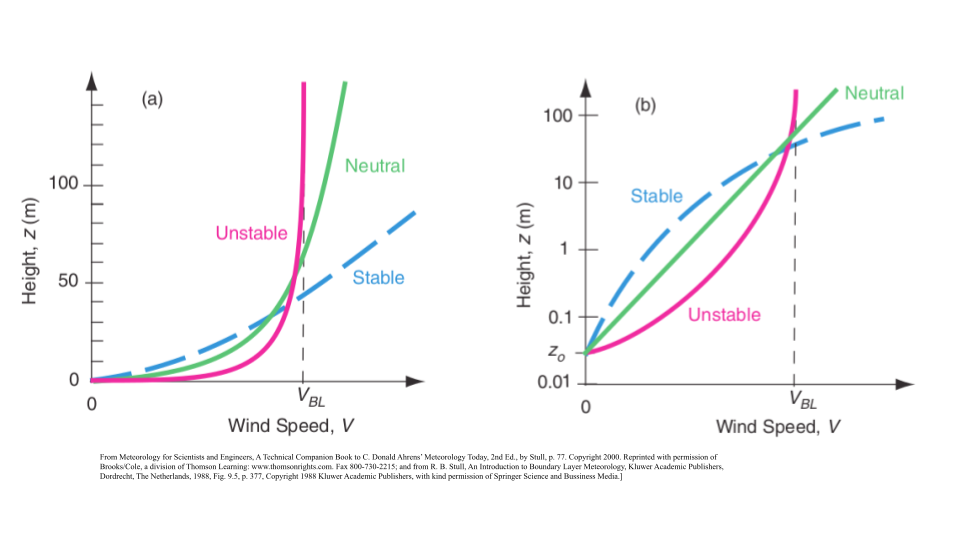 (a)
Height, z (m)
100
50
0
Neutral
Unstable
Stable
0
V_BL
Wind Speed, V
(b)
Height, z (m)
100
10
1
0.1
z_o
0.01
Neutral
Stable
Unstable
0
V_BL
Wind Speed, V
From Meteorology for Scientists and Engineers, A Technical Companion Book to C. Donald Ahrens' Meteorology Today, 2nd Ed., by Stull, p. 77. Copyright 2000. Reprinted with permission of
Brooks/Cole, a division of Thomson Learning: www.thomsonrights.com. Fax 800-730-2215; and from R. B. Stull, An Introduction to Boundary Layer Meteorology, Kluwer Academic Publishers,
Dordrecht, The Netherlands, 1988, Fig. 9.5, p. 377, Copyright 1988 Kluwer Academic Publishers, with kind permission of Springer Science and Bussiness Media.]